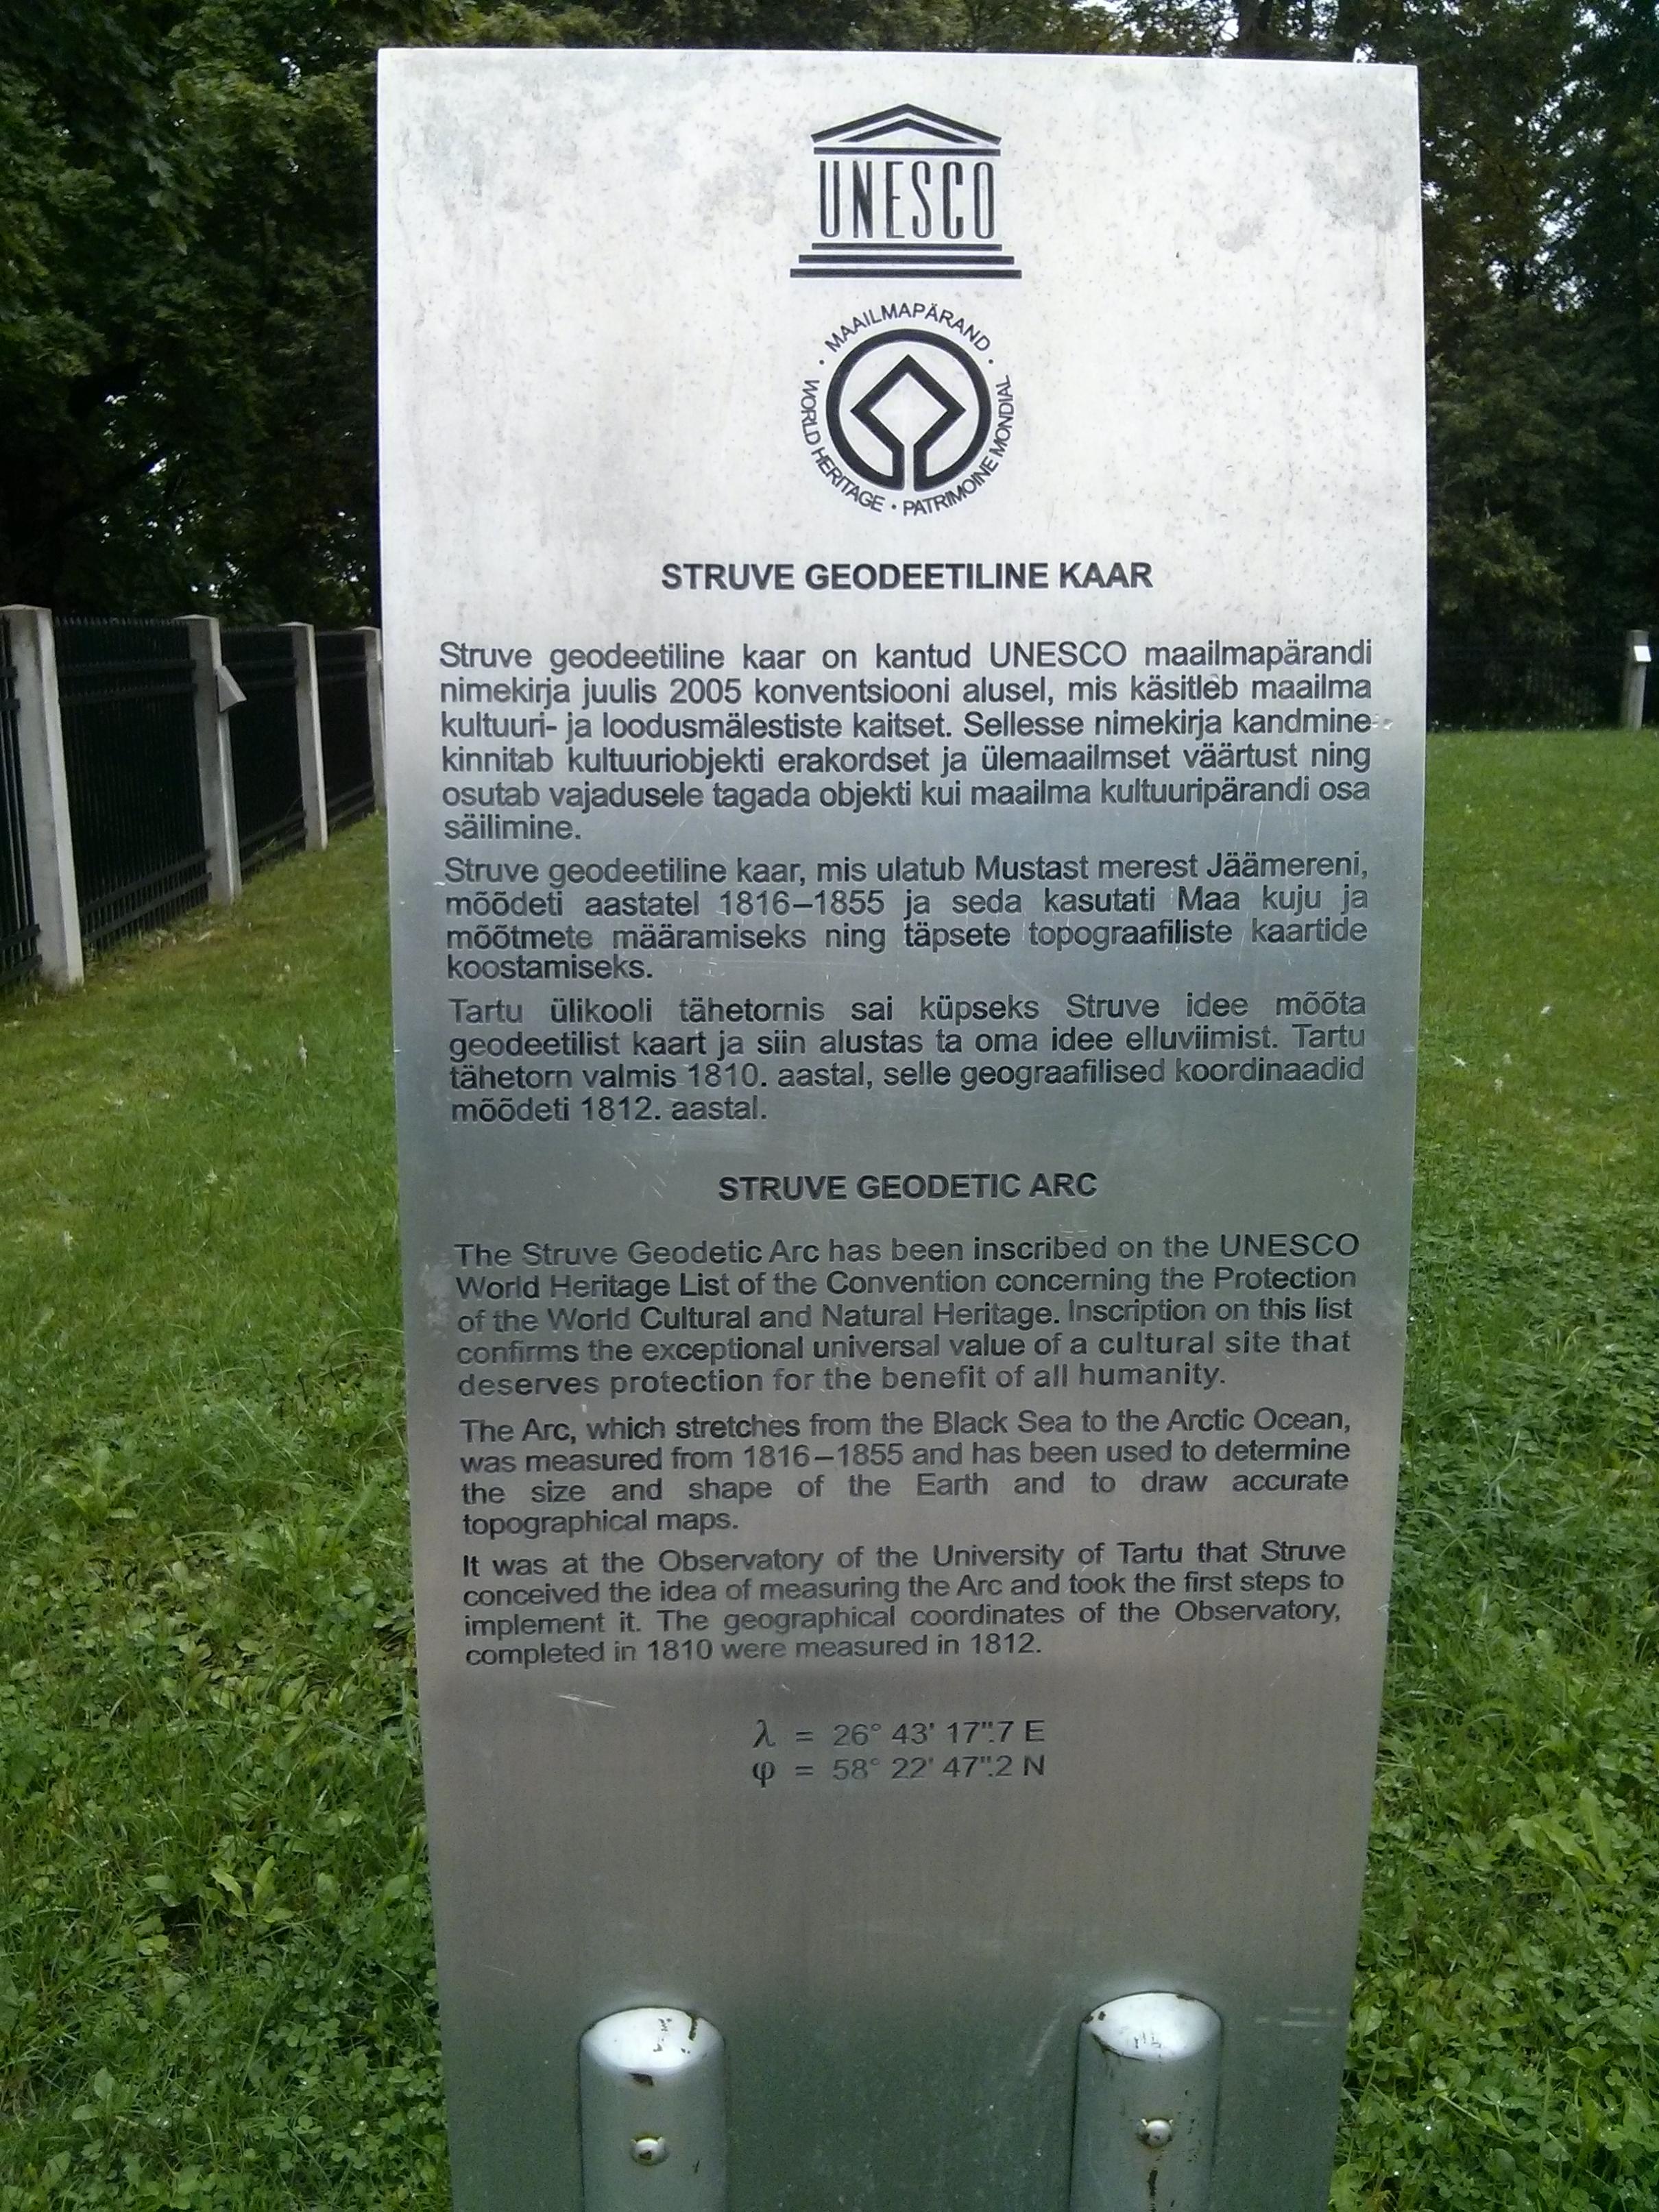 UNESCO
· MAAILMAPÄRAND ·
WORLD HERITAGE · PATRIMOINE MONDIAL
STRUVE GEODEETILINE KAAR
Struve geodeetiline kaar on kantud UNESCO maailmapärandi
nimekirja juulis 2005 konventsiooni alusel, mis käsitleb maailma
kultuuri- ja loodusmälestiste kaitset. Sellesse nimekirja kandmine
kinnitab kultuuriobjekti erakordset ja ülemaailmset väärtust ning
osutab vajadusele tagada objekti kui maailma kultuuripärandi osa
säilimine.
Struve geodeetiline kaar, mis ulatub Mustast merest Jäämereni,
mõõdeti aastatel 1816–1855 ja seda kasutati Maa kuju ja
mõõtmete määramiseks ning täpsete topograafiliste kaartide
koostamiseks.
Tartu ülikooli tähetornis sai küpseks Struve idee mõõta
geodeetilist kaart ja siin alustas ta oma idee elluviimist. Tartu
tähetorn valmis 1810. aastal, selle geograafilised koordinaadid
mõõdeti 1812. aastal.
STRUVE GEODETIC ARC
The Struve Geodetic Arc has been inscribed on the UNESCO
World Heritage List of the Convention concerning the Protection
of the World Cultural and Natural Heritage. Inscription on this list
confirms the exceptional universal value of a cultural site that
deserves protection for the benefit of all humanity.
The Arc, which stretches from the Black Sea to the Arctic Ocean,
was measured from 1816–1855 and has been used to determine
the size and shape of the Earth and to draw accurate
topographical maps.
It was at the Observatory of the University of Tartu that Struve
conceived the idea of measuring the Arc and took the first steps to
implement it. The geographical coordinates of the Observatory,
completed in 1810 were measured in 1812.
λ = 26° 43' 17".7 E
φ = 58° 22' 47".2 N